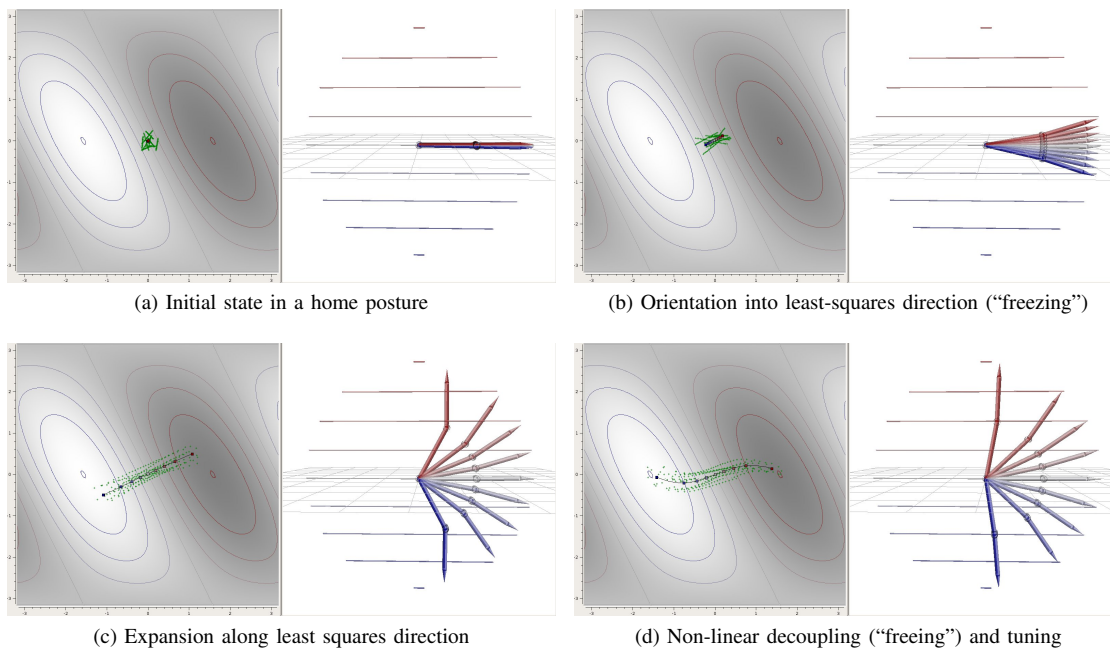 (a) Initial state in a home posture
(b) Orientation into least-squares direction (“freezing”)
(c) Expansion along least squares direction
(d) Non-linear decoupling (“freeing”) and tuning